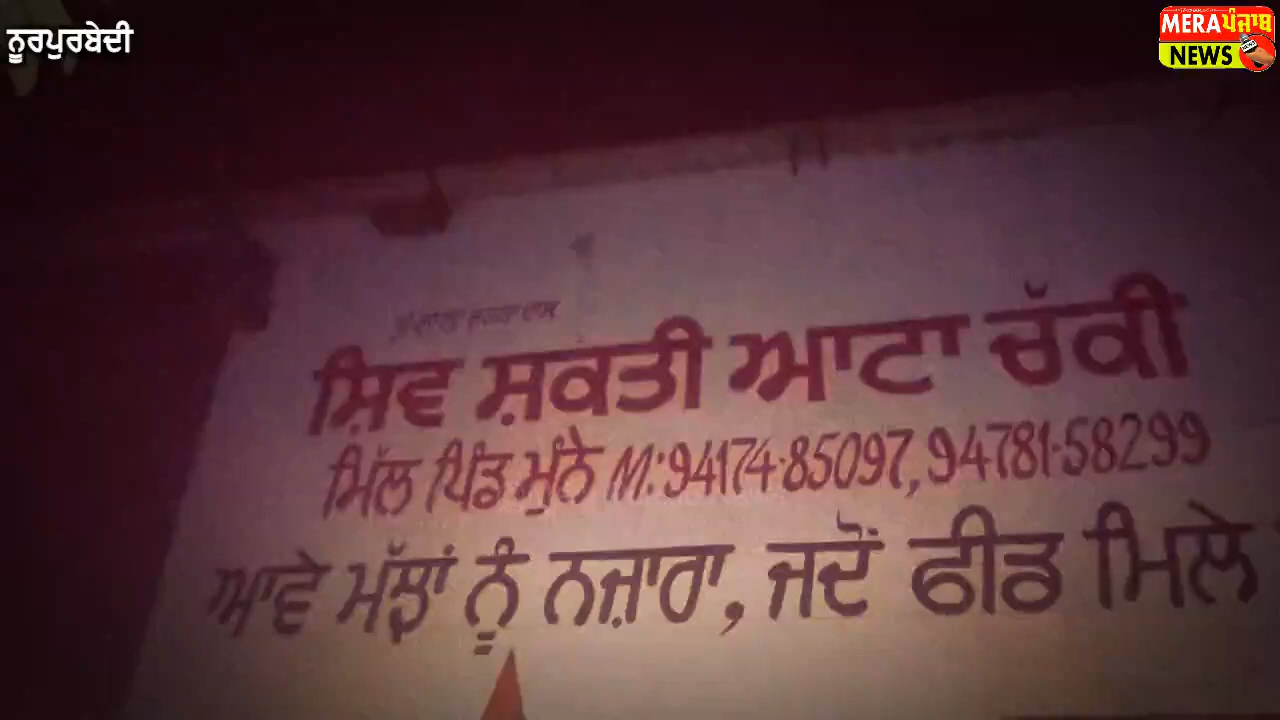 ਨੂਰਪੁਰਬੇਦੀ
MERA ਪੰਜਾਬ
NEWS
ਸ਼ਿਵ ਸ਼ਕਤੀ ਆਟਾ ਚੱਕੀ
ਮਿੱਲ ਪਿੰਡ ਮੁੰਨੇ M:94174-85097, 94781-58299
ਆਵੇ ਮੱਝਾਂ ਨੂੰ ਨਜ਼ਾਰਾ, ਜਦੋਂ ਫੀਡ ਮਿਲੇ